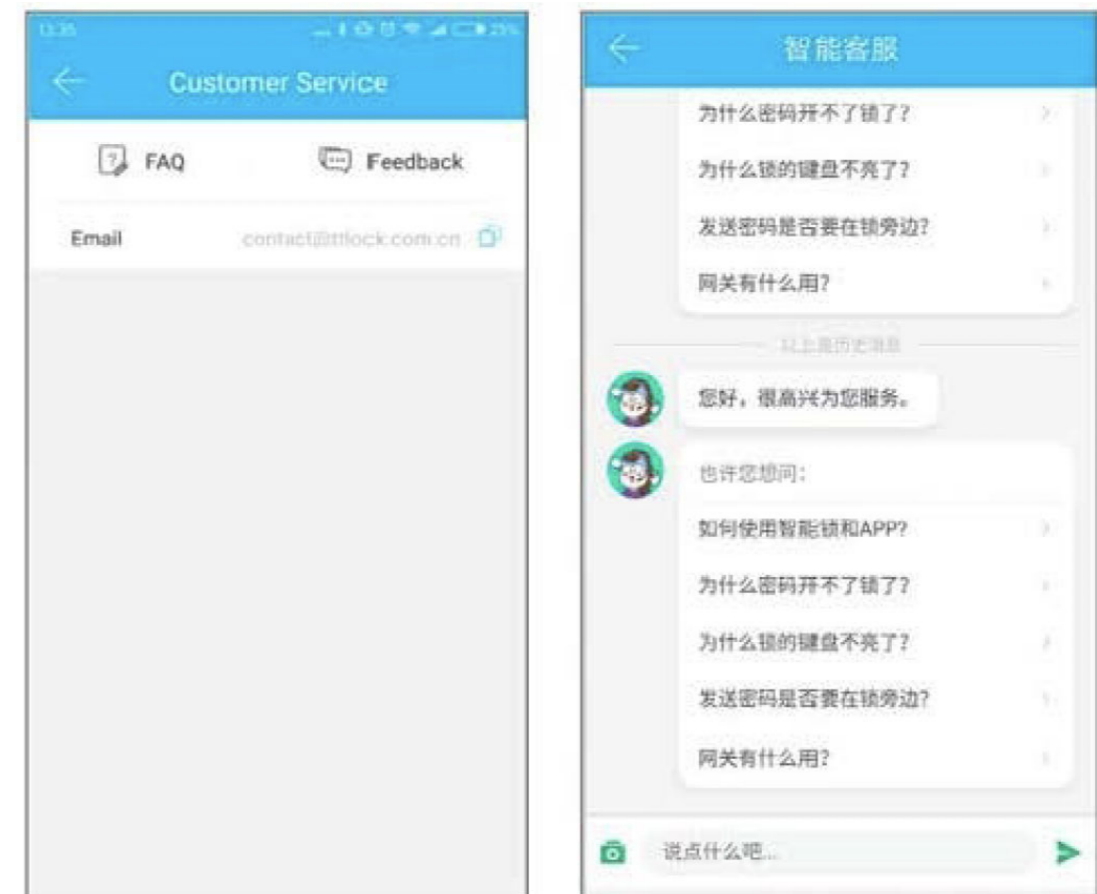 13:35
25%
Customer Service
FAQ
Feedback
Email
contact@ttlock.com.cn
智能客服
为什么密码开不了锁了?
为什么锁的键盘不亮了?
发送密码是否要在锁旁边?
网关有什么用?
以上是历史消息
您好，很高兴为您服务。
也许您想问：
如何使用智能锁和APP?
为什么密码开不了锁了?
为什么锁的键盘不亮了?
发送密码是否要在锁旁边?
网关有什么用?
说点什么吧...